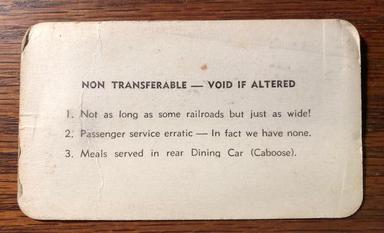 NON TRANSFERABLE — VOID IF ALTERED
1. Not as long as some railroads but just as wide!
2. Passenger service erratic — In fact we have none.
3. Meals served in rear Dining Car (Caboose).